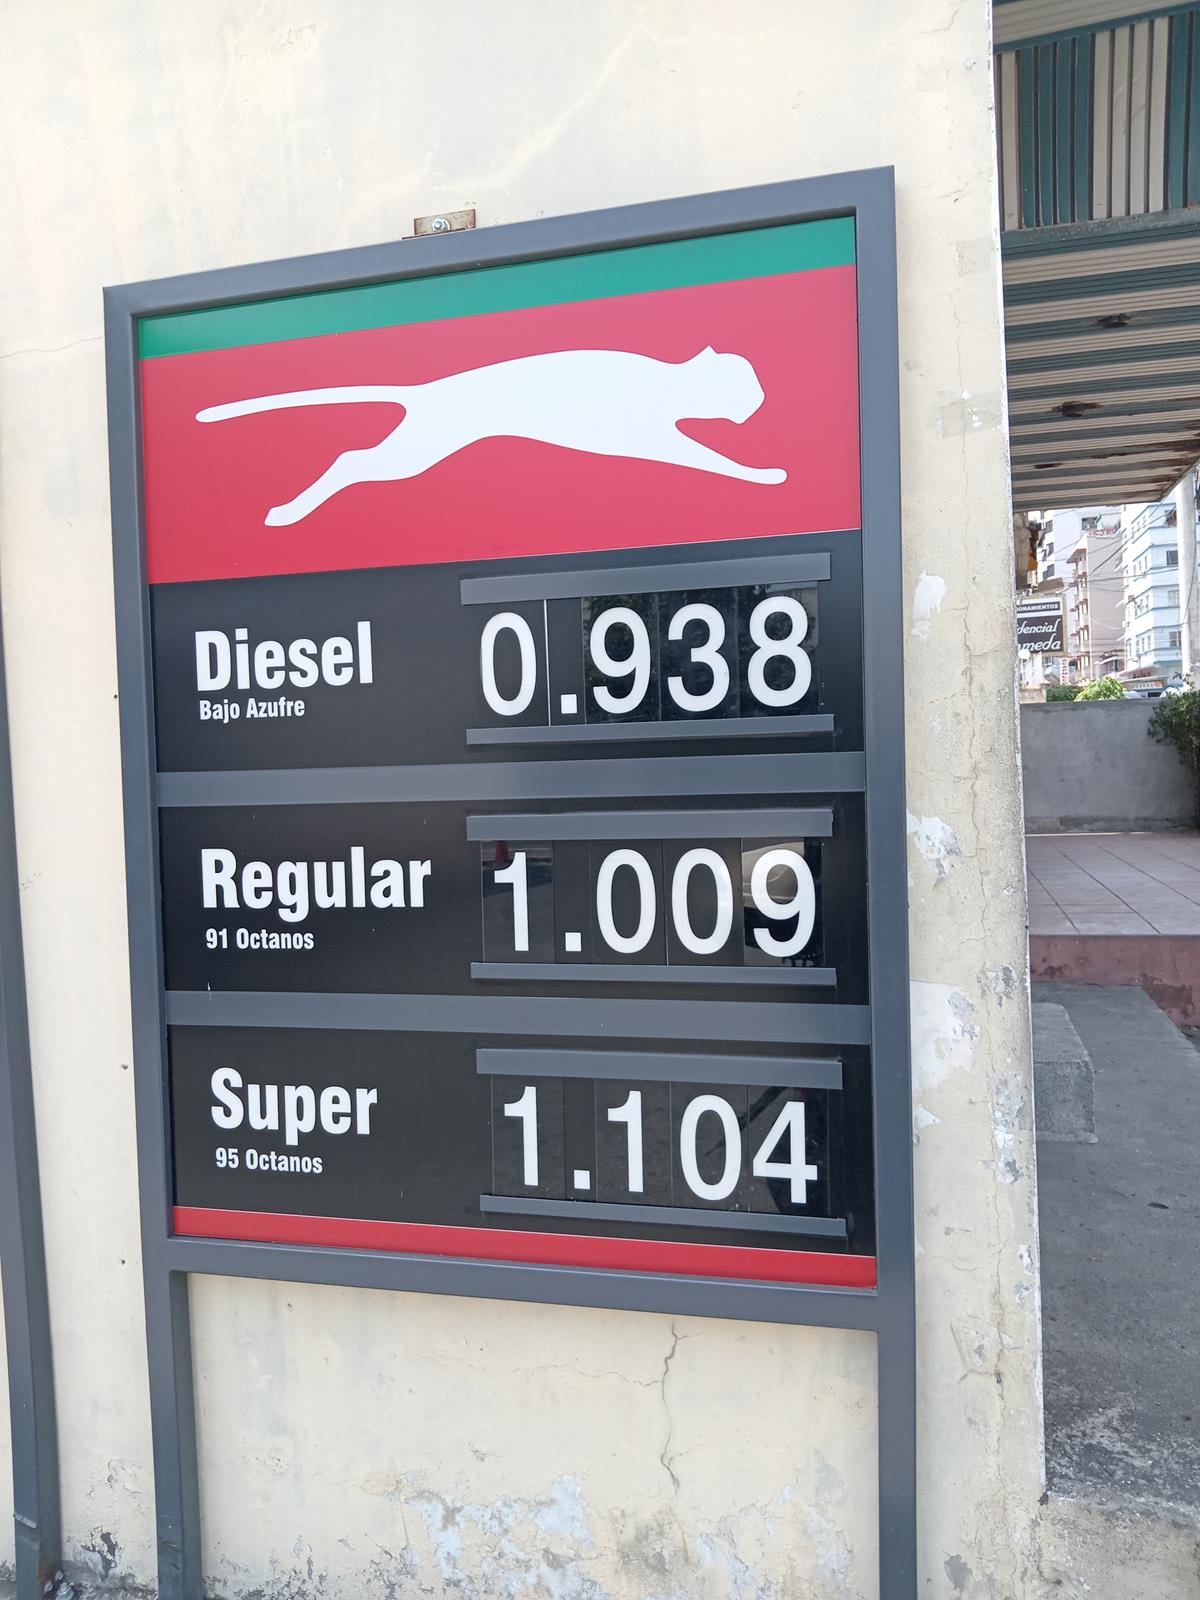 Diesel
Bajo Azufre
0.938
Regular
91 Octanos
1.009
Super
95 Octanos
1.104